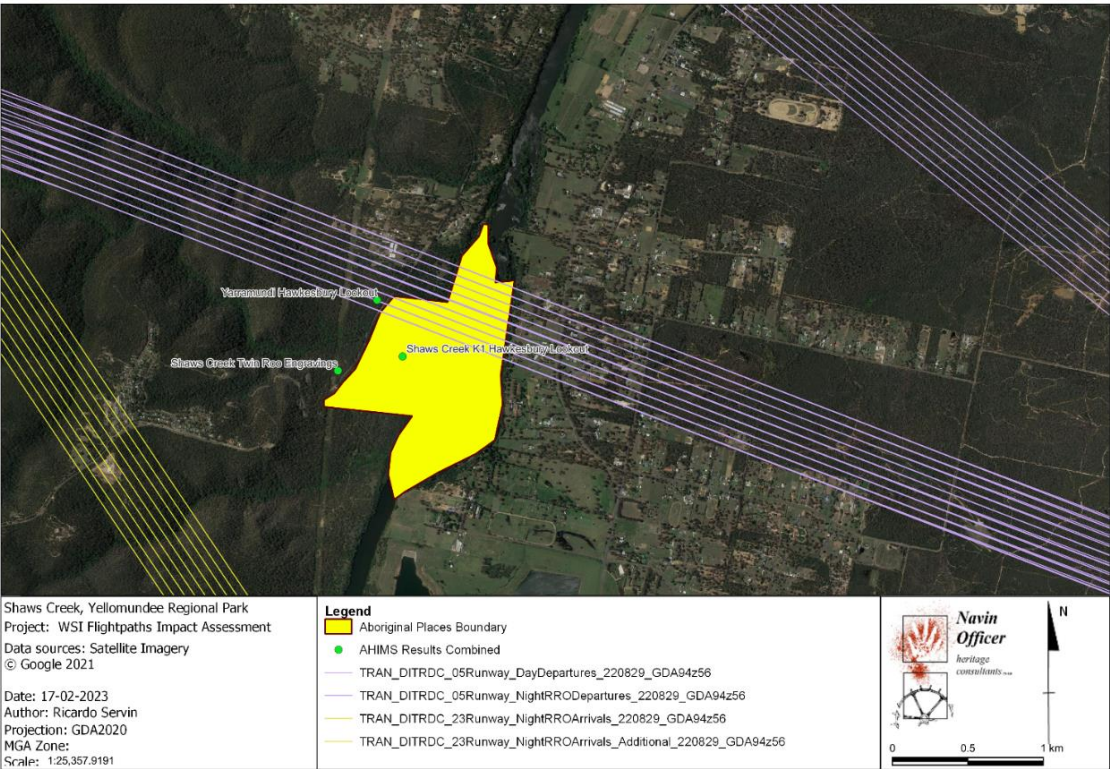 Yarramundi Hawkesbury Lockout
Shaws Creek K1 Hawkesbury Lockout
Shaws Creek Twin Roo Engravings
Shaws Creek, Yellomundee Regional Park
Project: WSI Flightpaths Impact Assessment
Data sources: Satellite Imagery
© Google 2021
Date: 17-02-2023
Author: Ricardo Servin
Projection: GDA2020
MGA Zone:
Scale: 1:25,357.9191
Legend
Aboriginal Places Boundary
AHIMS Results Combined
TRAN_DITRDC_05Runway_DayDepartures_220829_GDA94z56
TRAN_DITRDC_05Runway_NightRRODepartures_220829_GDA94z56
TRAN_DITRDC_23Runway_NightRROArrivals_220829_GDA94z56
TRAN_DITRDC_23Runway_NightRROArrivals_Additional_220829_GDA94z56
Navin
Officer
heritage
consultants
N
0 0.5 1 km